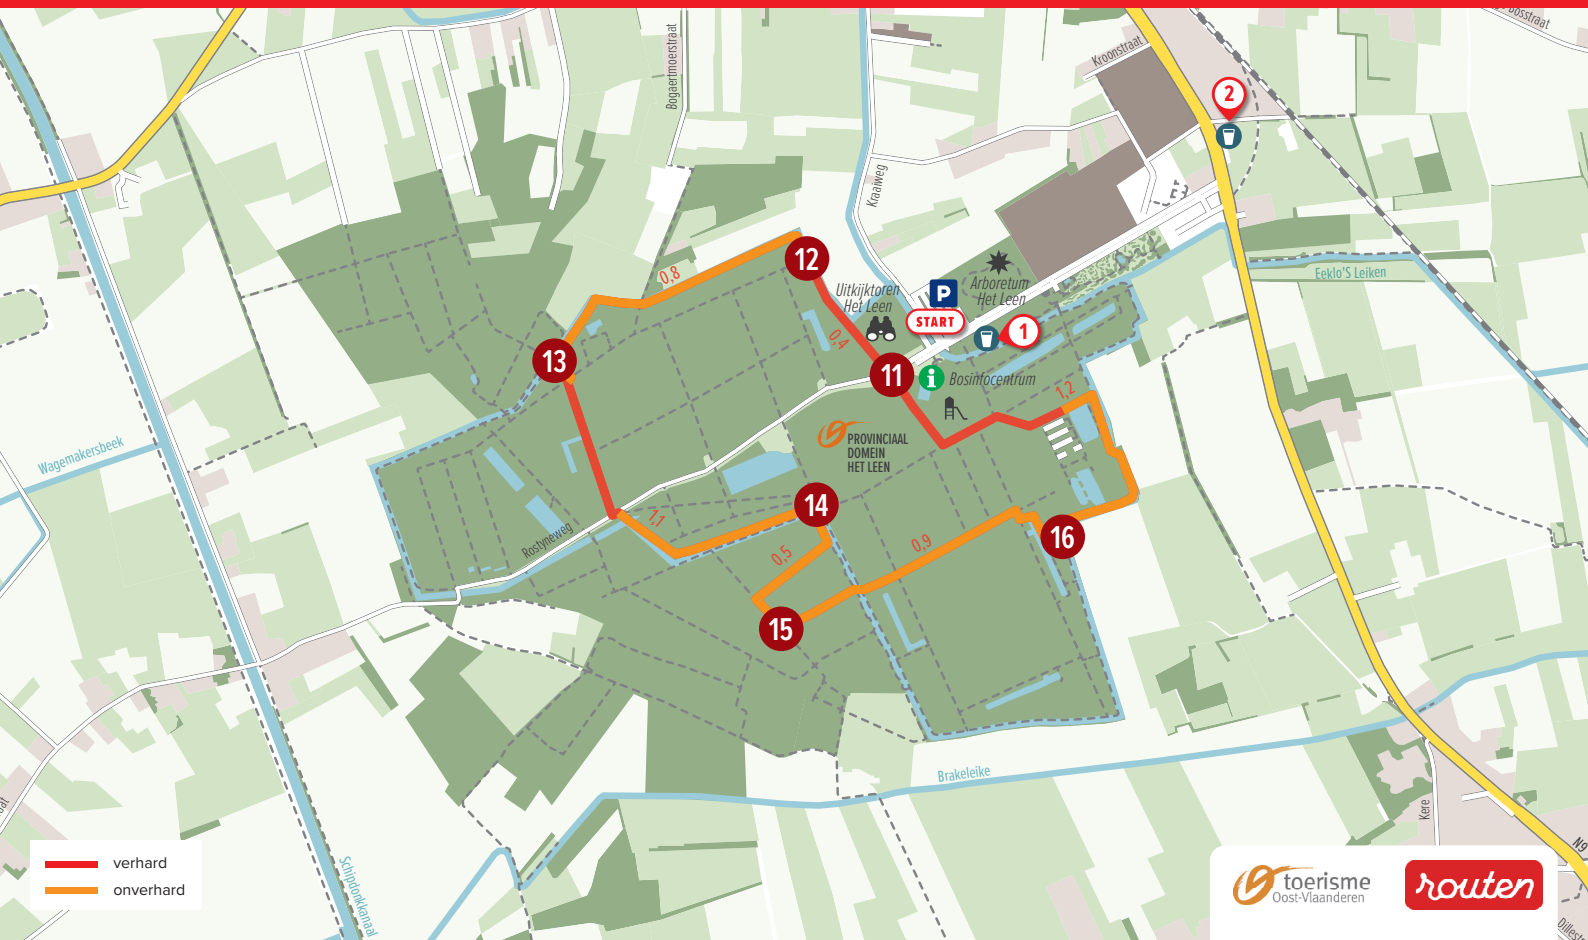 Bogaertmoerstraat
Kroonstraat
Kraaiweg
2
12
0,8
Uitkijktoren
Het Leen
P
START
Arboretum
Het Leen
Eeklo'S Leiken
1
0,4
13
11
i
Bosinfocentrum
1,2
Wagemakersbeek
PROVINCIAAL
DOMEIN
HET LEEN
14
1,1
Rostyneweg
0,5
0,9
16
15
Brakeleike
Kere
N9
Schipdonkkanaal
verhard
onverhard
toerisme
Oost-Vlaanderen
routen